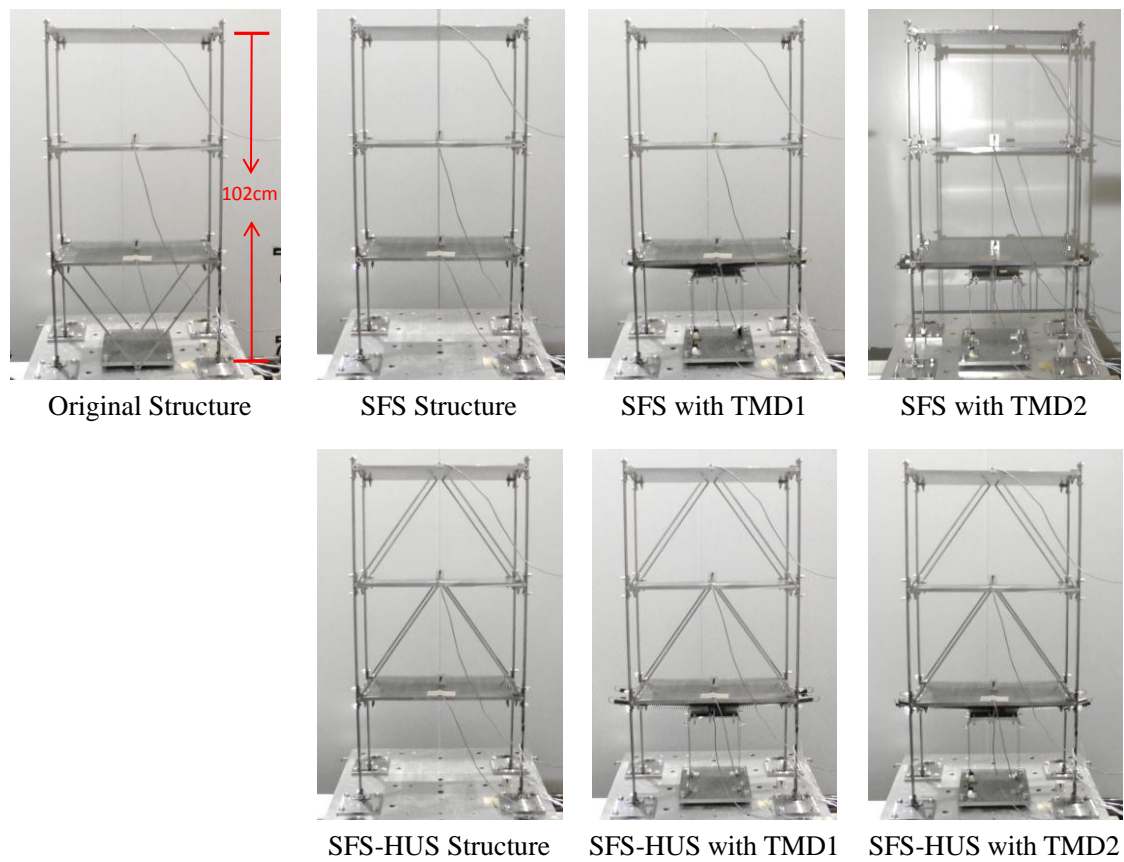 102cm
Original Structure
SFS Structure
SFS with TMD1
SFS with TMD2
SFS-HUS Structure
SFS-HUS with TMD1
SFS-HUS with TMD2